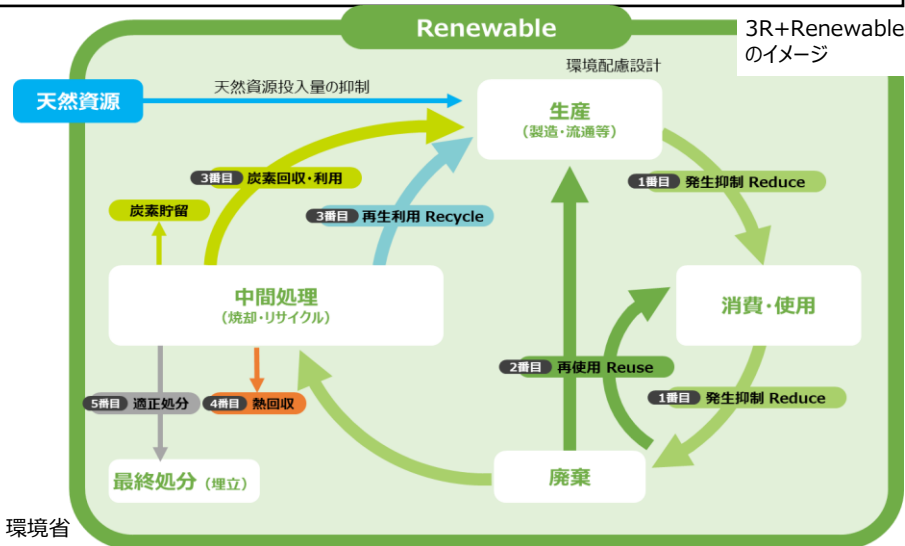 Renewable
3R+Renewable
のイメージ
環境配慮設計
天然資源
天然資源投入量の抑制
生産
(製造・流通等)
3番目 炭素回収・利用
1番目 発生抑制 Reduce
炭素貯留
3番目 再生利用 Recycle
中間処理
(焼却・リサイクル)
消費・使用
2番目 再使用 Reuse
1番目 発生抑制 Reduce
5番目 適正処分
4番目 熱回収
最終処分 (埋立)
廃棄
環境省